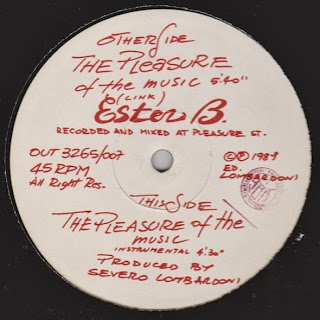 OTHER SIDE
THE PLEASURE
of the music 5'40"
(LINK)
Ester B.
RECORDED AND MIXED AT PLEASURE ST.
OUT 3265/007
45 RPM
All Right Res.
©℗ 1989
ED.
LOMBARDONI
THIS SIDE
THE PLEASURE of the
music
INSTRUMENTAL 4'30"
PRODUCED BY
SEVERO LOMBARDONI